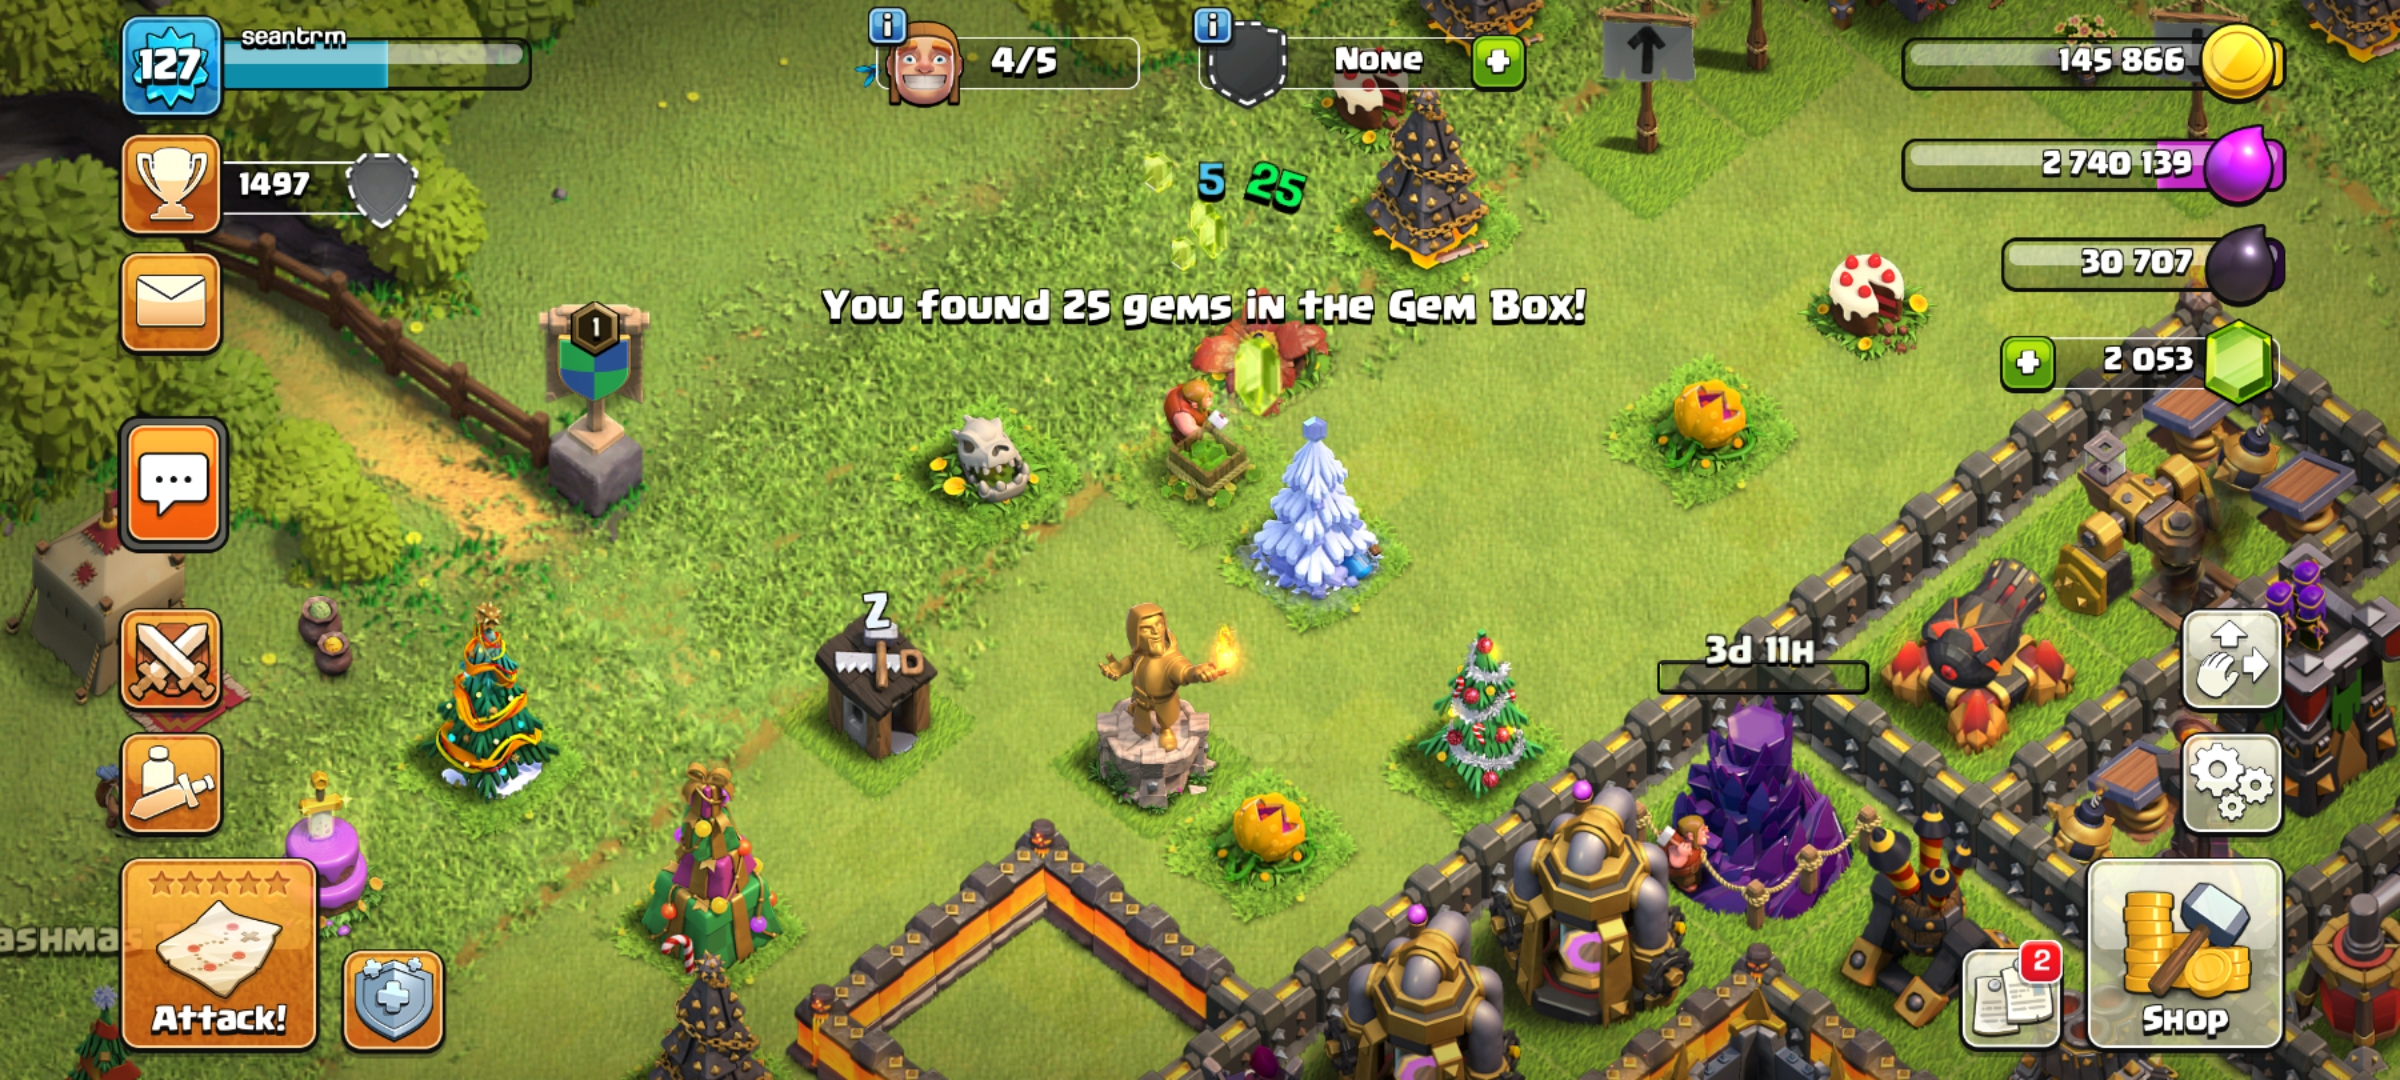 127
seantrm
4/5
None
145 866
1497
5 25
2 740 139
30 707
You found 25 gems in the Gem Box!
1
2 053
Z
3d 11h
2
Attack!
Shop